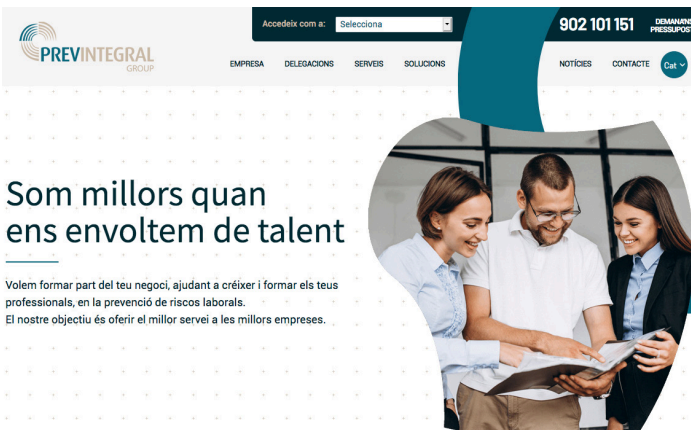 Accedeix com a: Selecciona
902 101 151
DEMANA'NS
PRESSUPOST
PREVINTEGRAL
GROUP
EMPRESA DELEGACIONS SERVEIS SOLUCIONS NOTÍCIES CONTACTE Cat
Som millors quan
ens envoltem de talent
Volem formar part del teu negoci, ajudant a créixer i formar els teus
professionals, en la prevenció de riscos laborals.
El nostre objectiu és oferir el millor servei a les millors empreses.